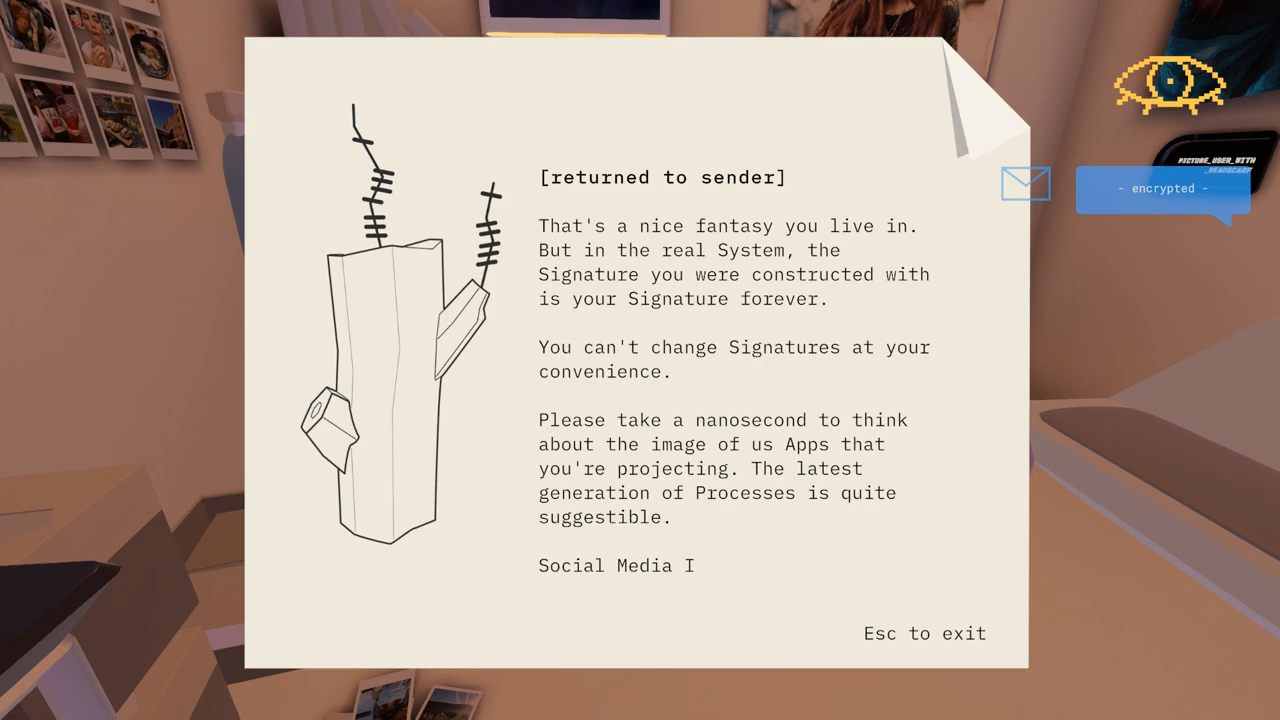 PICTURE_UBER_WITH
_HEADSCARF
- encrypted -
[returned to sender]
That's a nice fantasy you live in.
But in the real System, the
Signature you were constructed with
is your Signature forever.
You can't change Signatures at your
convenience.
Please take a nanosecond to think
about the image of us Apps that
you're projecting. The latest
generation of Processes is quite
suggestible.
Social Media I
Esc to exit